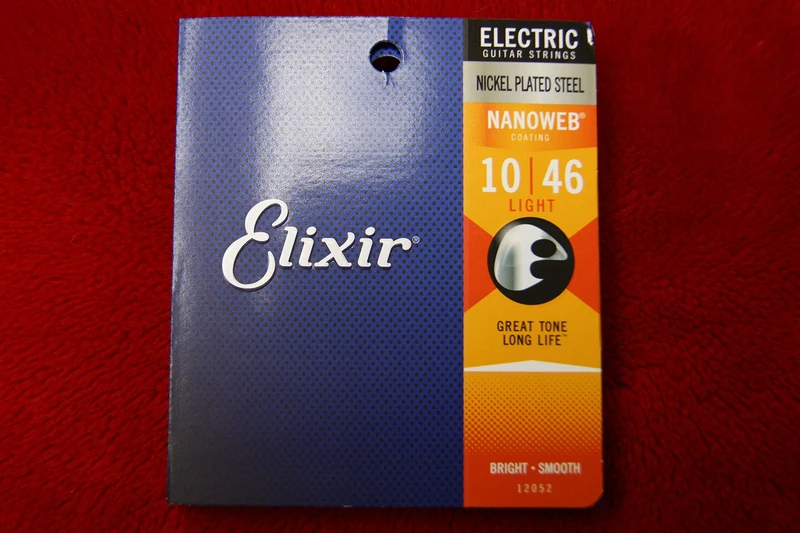 Elixir®
ELECTRIC
GUITAR STRINGS
NICKEL PLATED STEEL
NANOWEB®
COATING
10 | 46
LIGHT
GREAT TONE
LONG LIFE™
BRIGHT • SMOOTH
12052